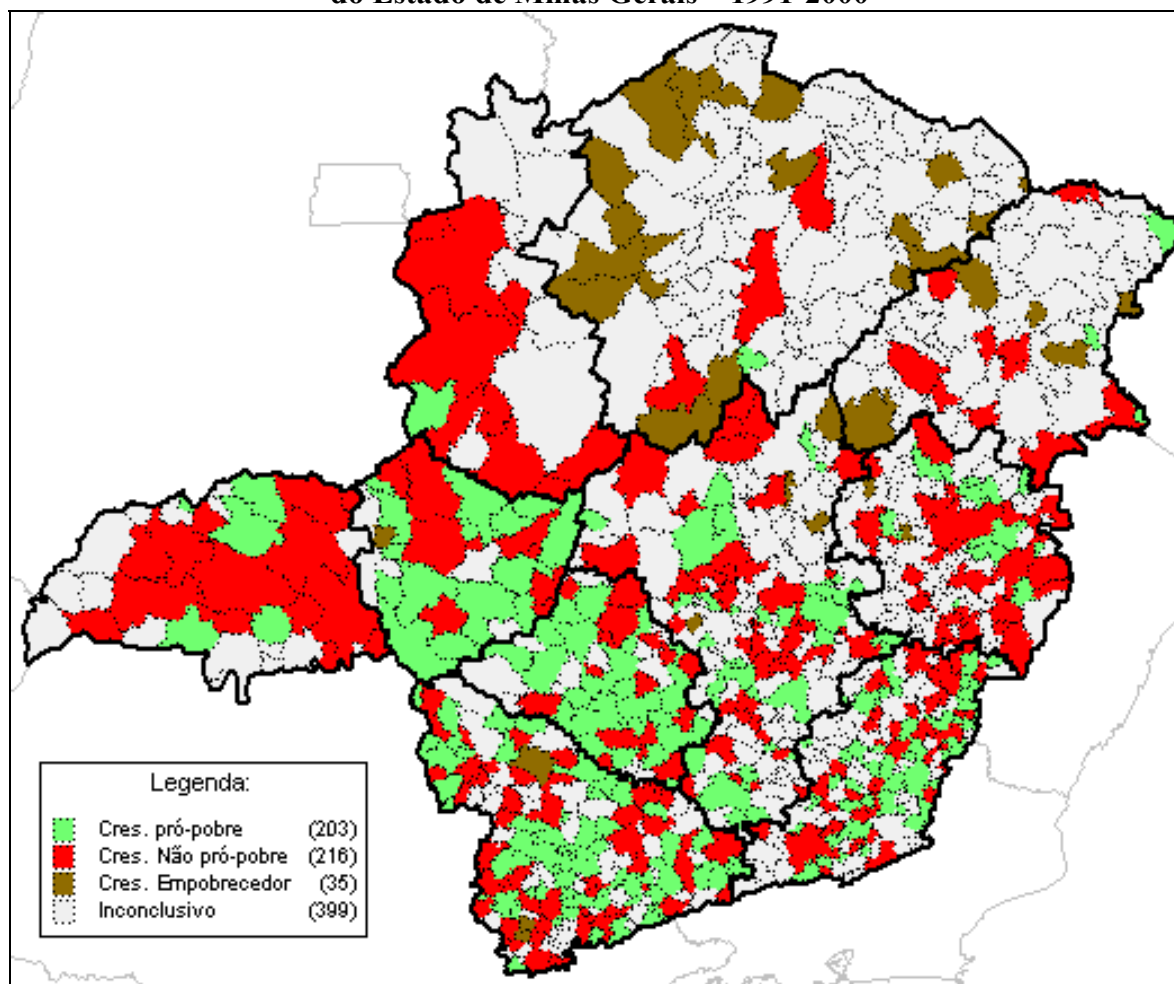 do Estado de Minas Gerais – 1991-2000
Legenda:
Cres. pró-pobre (203)
Cres. Não pró-pobre (216)
Cres. Empobrecedor (35)
Inconclusivo (399)